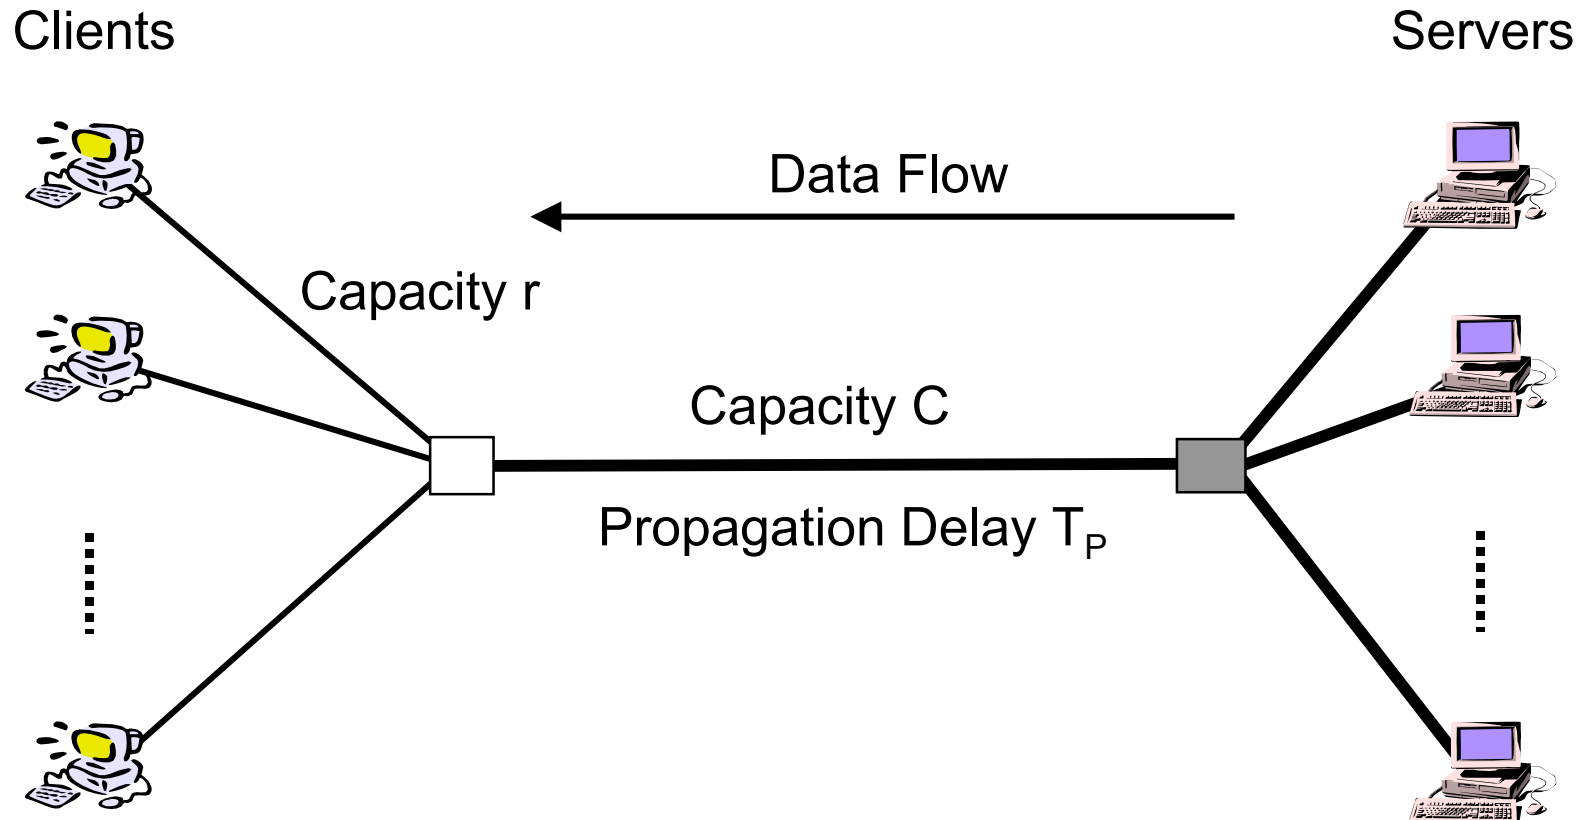 Clients
Servers
Data Flow
Capacity r
Capacity C
Propagation Delay T_P